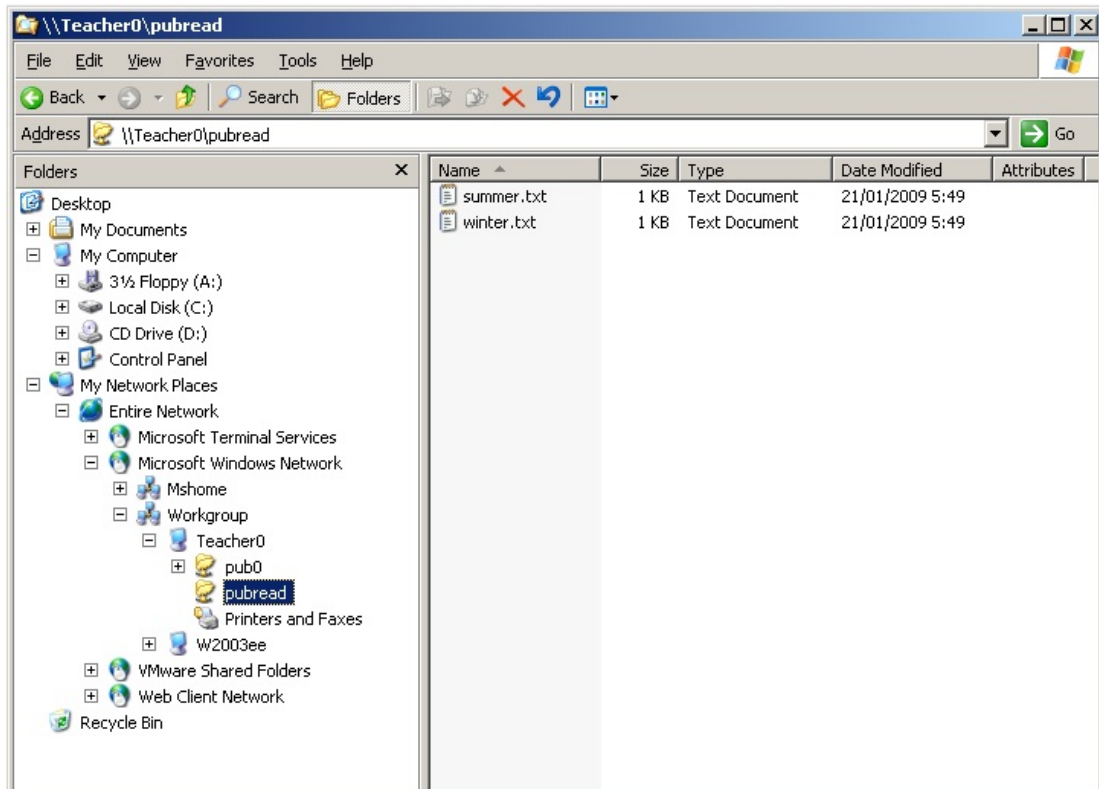 \\Teacher0\pubread
File Edit View Favorites Tools Help
Back Search Folders
Address \\Teacher0\pubread Go
Folders
Desktop
My Documents
My Computer
3½ Floppy (A:)
Local Disk (C:)
CD Drive (D:)
Control Panel
My Network Places
Entire Network
Microsoft Terminal Services
Microsoft Windows Network
Mshome
Workgroup
Teacher0
pub0
pubread
Printers and Faxes
W2003ee
VMware Shared Folders
Web Client Network
Recycle Bin
Name Size Type Date Modified Attributes
summer.txt 1 KB Text Document 21/01/2009 5:49
winter.txt 1 KB Text Document 21/01/2009 5:49